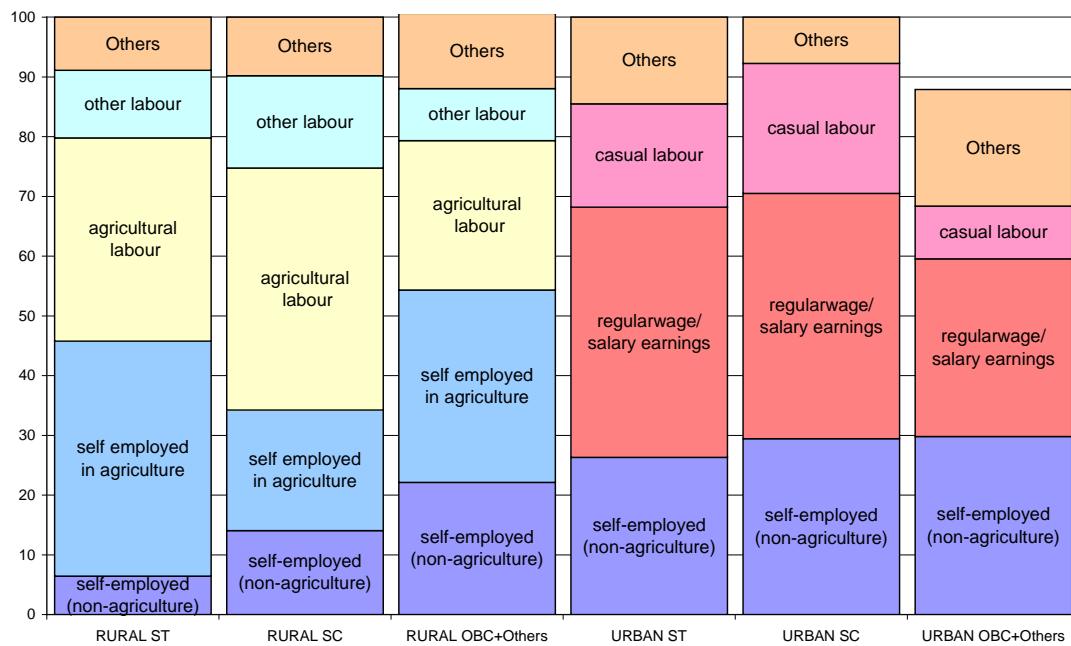 100
90
80
70
60
50
40
30
20
10
0
Others
other labour
agricultural
labour
self employed
in agriculture
self-employed
(non-agriculture)
RURAL ST
Others
other labour
agricultural
labour
self employed
in agriculture
self-employed
(non-agriculture)
RURAL SC
Others
other labour
agricultural
labour
self employed
in agriculture
self-employed
(non-agriculture)
RURAL OBC+Others
Others
casual labour
regularwage/
salary earnings
self-employed
(non-agriculture)
URBAN ST
Others
casual labour
regularwage/
salary earnings
self-employed
(non-agriculture)
URBAN SC
Others
casual labour
regularwage/
salary earnings
self-employed
(non-agriculture)
URBAN OBC+Others